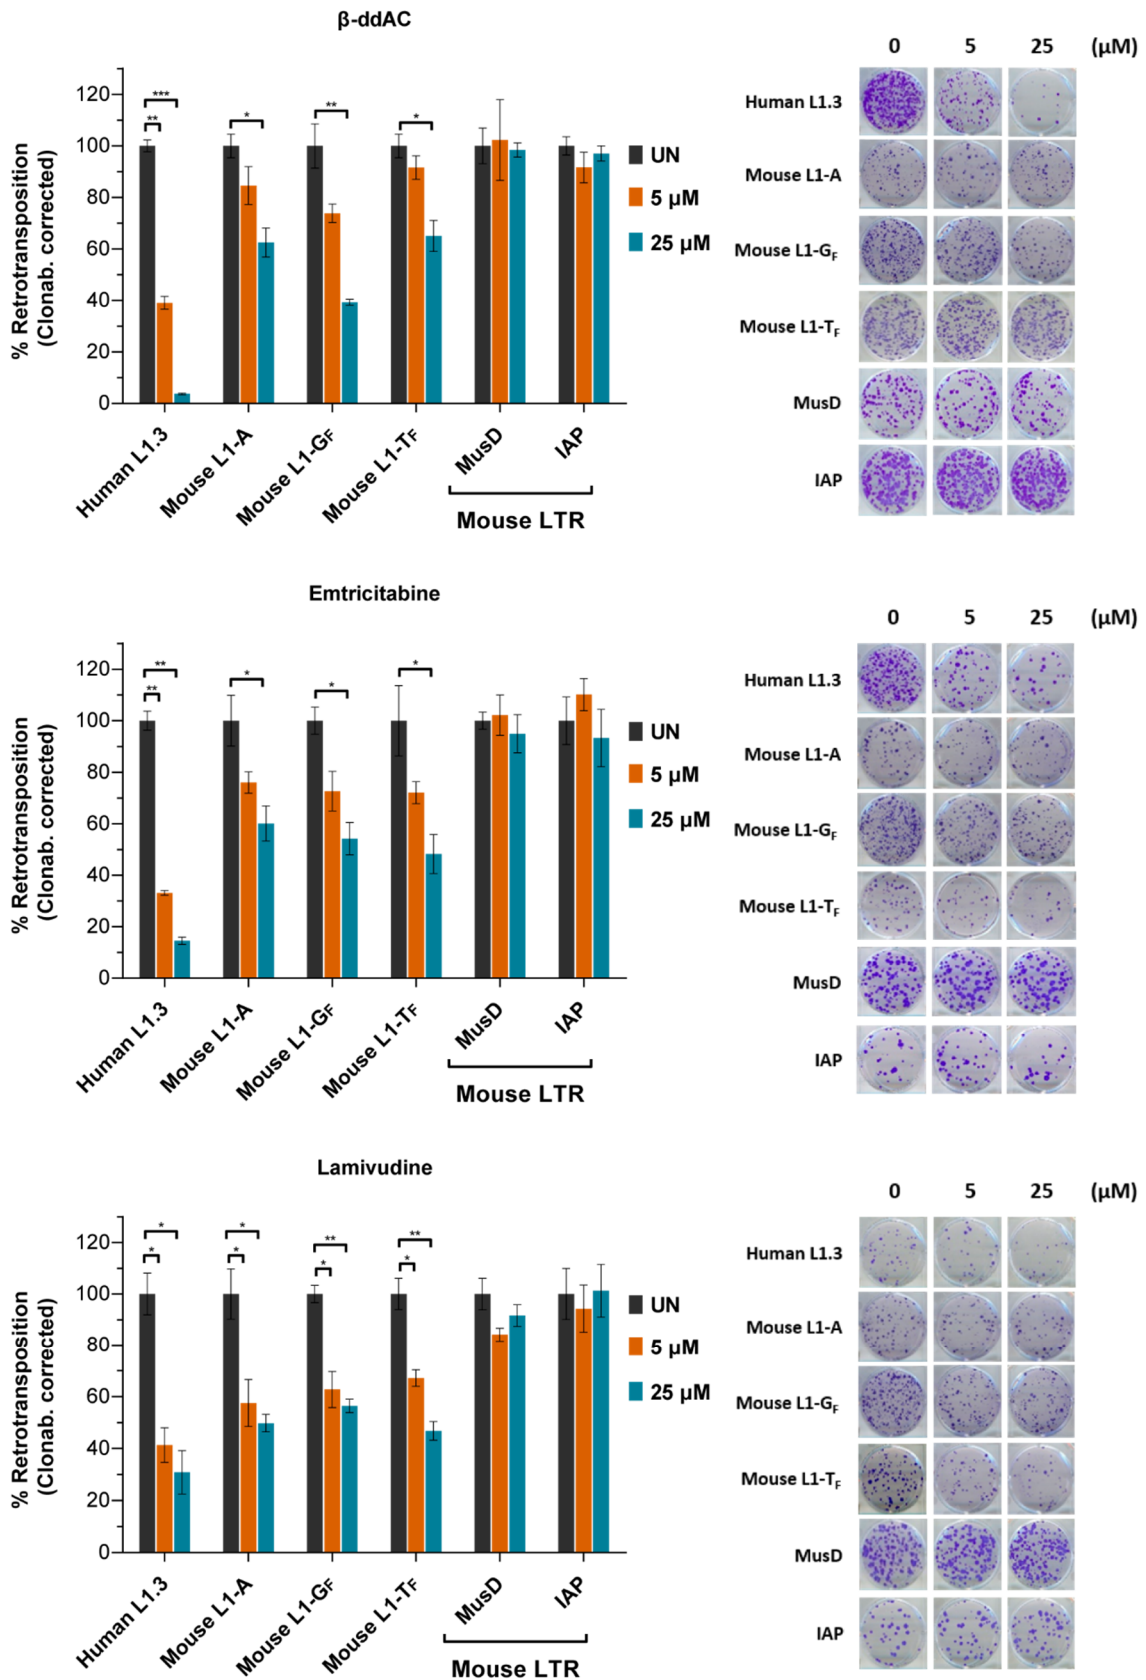 β-ddAC
% Retrotransposition
(Clonab. corrected)
120
100
80
60
40
20
0
***
**
*
**
*
UN
5 µM
25 µM
Human L1.3
Mouse L1-A
Mouse L1-GF
Mouse L1-TF
MusD
IAP
Mouse LTR
0 5 25 (µM)
Human L1.3
Mouse L1-A
Mouse L1-GF
Mouse L1-TF
MusD
IAP
Emtricitabine
% Retrotransposition
(Clonab. corrected)
120
100
80
60
40
20
0
**
**
*
*
*
UN
5 µM
25 µM
Human L1.3
Mouse L1-A
Mouse L1-GF
Mouse L1-TF
MusD
IAP
Mouse LTR
0 5 25 (µM)
Human L1.3
Mouse L1-A
Mouse L1-GF
Mouse L1-TF
MusD
IAP
Lamivudine
% Retrotransposition
(Clonab. corrected)
120
100
80
60
40
20
0
*
*
*
*
**
*
**
*
UN
5 µM
25 µM
Human L1.3
Mouse L1-A
Mouse L1-GF
Mouse L1-TF
MusD
IAP
Mouse LTR
0 5 25 (µM)
Human L1.3
Mouse L1-A
Mouse L1-GF
Mouse L1-TF
MusD
IAP